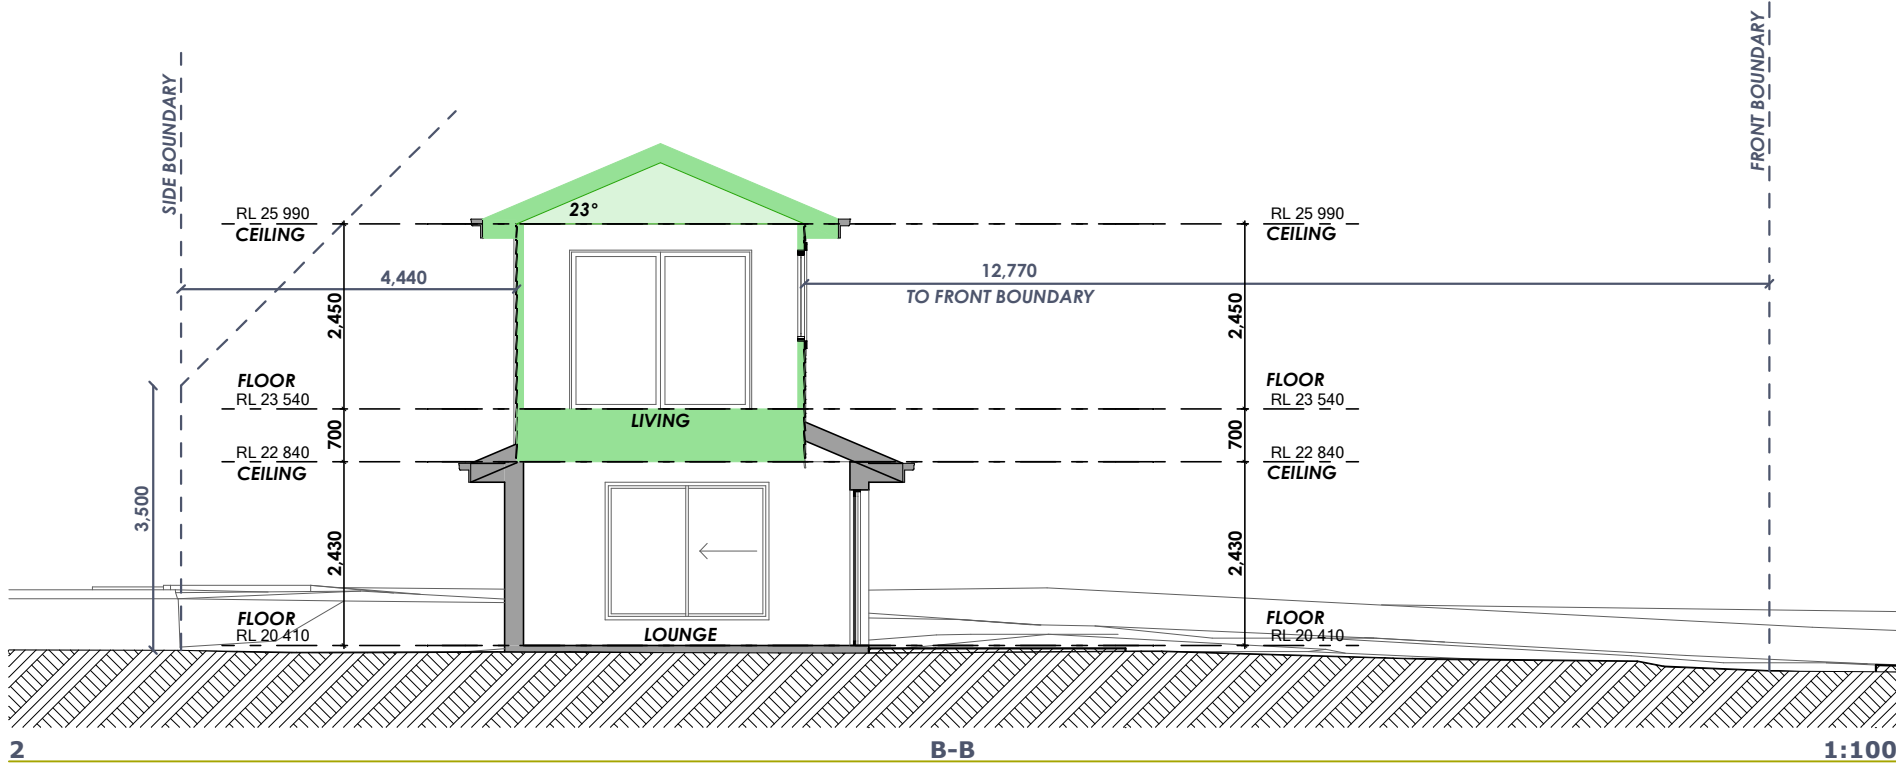 SIDE BOUNDARY
FRONT BOUNDARY
23°
RL 25 990
CEILING
RL 25 990
CEILING
4,440
12,770
TO FRONT BOUNDARY
2,450
2,450
FLOOR
RL 23 540
FLOOR
RL 23 540
LIVING
700
700
RL 22 840
CEILING
RL 22 840
CEILING
3,500
2,430
2,430
FLOOR
RL 20 410
LOUNGE
FLOOR
RL 20 410
2
B-B
1:100